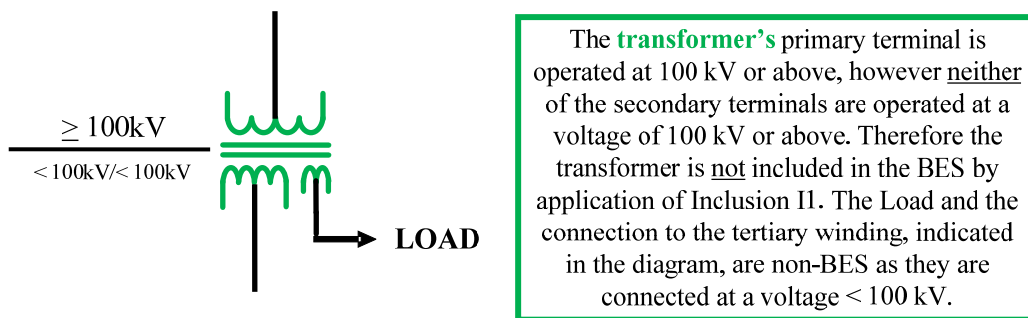 ≥ 100kV
< 100kV/< 100kV
LOAD
The transformer's primary terminal is
operated at 100 kV or above, however neither
of the secondary terminals are operated at a
voltage of 100 kV or above. Therefore the
transformer is not included in the BES by
application of Inclusion I1. The Load and the
connection to the tertiary winding, indicated
in the diagram, are non-BES as they are
connected at a voltage < 100 kV.